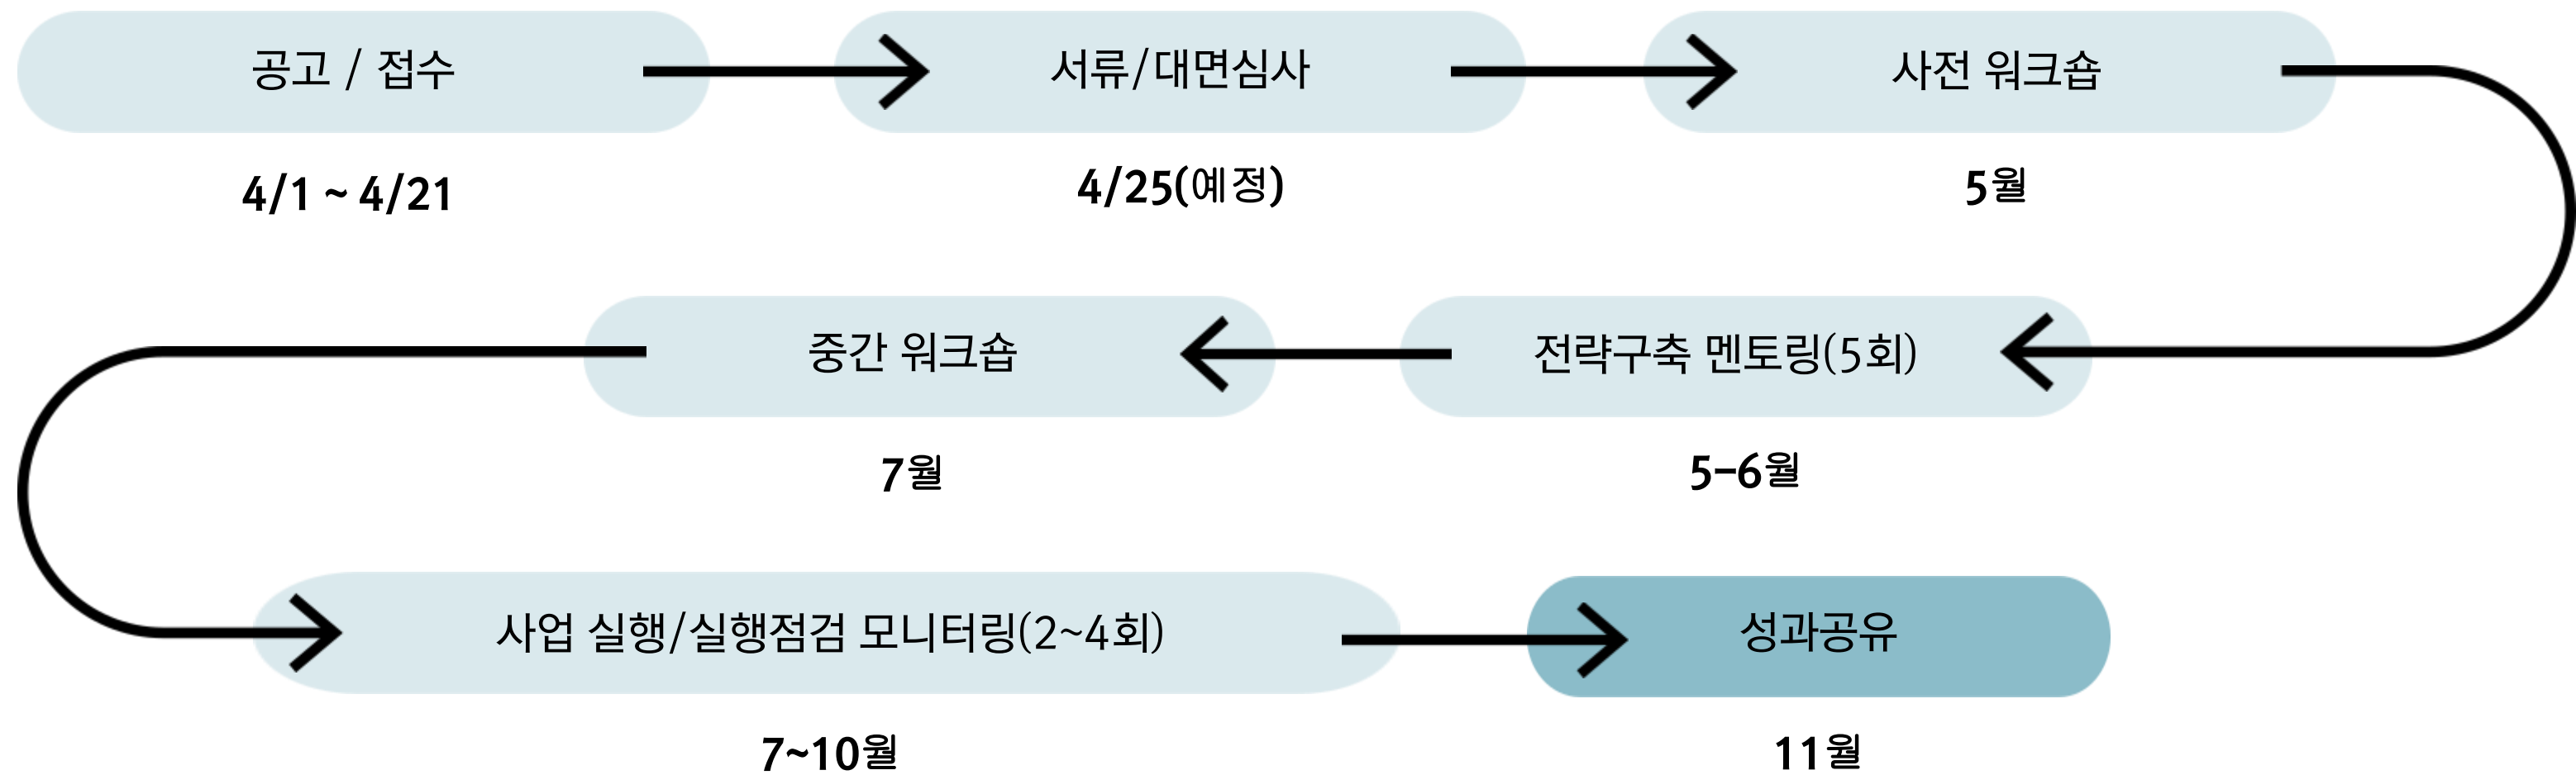 공고 / 접수
4/1 ~ 4/21
서류/대면심사
4/25(예정)
사전 워크숍
5월
전략구축 멘토링(5회)
5-6월
중간 워크숍
7월
사업 실행/실행점검 모니터링(2~4회)
7~10월
성과공유
11월